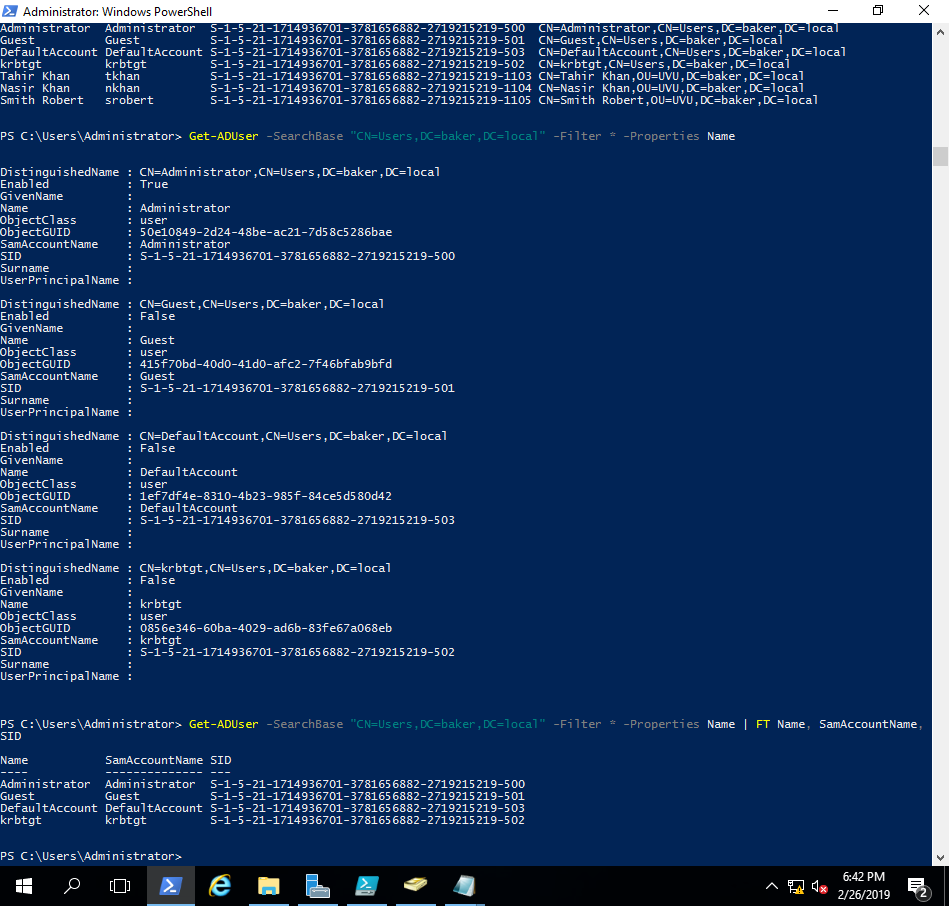 Administrator: Windows PowerShell
Administrator Administrator S-1-5-21-1714936701-3781656882-2719215219-500 CN=Administrator,CN=Users,DC=baker,DC=local
Guest Guest S-1-5-21-1714936701-3781656882-2719215219-501 CN=Guest,CN=Users,DC=baker,DC=local
DefaultAccount DefaultAccount S-1-5-21-1714936701-3781656882-2719215219-503 CN=DefaultAccount,CN=Users,DC=baker,DC=local
krbtgt krbtgt S-1-5-21-1714936701-3781656882-2719215219-502 CN=krbtgt,CN=Users,DC=baker,DC=local
Tahir Khan tkhan S-1-5-21-1714936701-3781656882-2719215219-1103 CN=Tahir Khan,OU=UVU,DC=baker,DC=local
Nasir Khan nkhan S-1-5-21-1714936701-3781656882-2719215219-1104 CN=Nasir Khan,OU=UVU,DC=baker,DC=local
Smith Robert srobert S-1-5-21-1714936701-3781656882-2719215219-1105 CN=Smith Robert,OU=UVU,DC=baker,DC=local
PS C:\Users\Administrator> Get-ADUser -SearchBase "CN=Users,DC=baker,DC=local" -Filter * -Properties Name
DistinguishedName : CN=Administrator,CN=Users,DC=baker,DC=local
Enabled : True
GivenName :
Name : Administrator
ObjectClass : user
ObjectGUID : 50e10849-2d24-48be-ac21-7d58c5286bae
SamAccountName : Administrator
SID : S-1-5-21-1714936701-3781656882-2719215219-500
Surname :
UserPrincipalName :
DistinguishedName : CN=Guest,CN=Users,DC=baker,DC=local
Enabled : False
GivenName :
Name : Guest
ObjectClass : user
ObjectGUID : 415f70bd-40d0-41d0-afc2-7f46bfab9bfd
SamAccountName : Guest
SID : S-1-5-21-1714936701-3781656882-2719215219-501
Surname :
UserPrincipalName :
DistinguishedName : CN=DefaultAccount,CN=Users,DC=baker,DC=local
Enabled : False
GivenName :
Name : DefaultAccount
ObjectClass : user
ObjectGUID : 1ef7df4e-8310-4b23-985f-84ce5d580d42
SamAccountName : DefaultAccount
SID : S-1-5-21-1714936701-3781656882-2719215219-503
Surname :
UserPrincipalName :
DistinguishedName : CN=krbtgt,CN=Users,DC=baker,DC=local
Enabled : False
GivenName :
Name : krbtgt
ObjectClass : user
ObjectGUID : 0856e346-60ba-4029-ad6b-83fe67a068eb
SamAccountName : krbtgt
SID : S-1-5-21-1714936701-3781656882-2719215219-502
Surname :
UserPrincipalName :
PS C:\Users\Administrator> Get-ADUser -SearchBase "CN=Users,DC=baker,DC=local" -Filter * -Properties Name | FT Name, SamAccountName,
SID
Name SamAccountName SID
---- -------------- ---
Administrator Administrator S-1-5-21-1714936701-3781656882-2719215219-500
Guest Guest S-1-5-21-1714936701-3781656882-2719215219-501
DefaultAccount DefaultAccount S-1-5-21-1714936701-3781656882-2719215219-503
krbtgt krbtgt S-1-5-21-1714936701-3781656882-2719215219-502
PS C:\Users\Administrator>
6:42 PM
2/26/2019
2